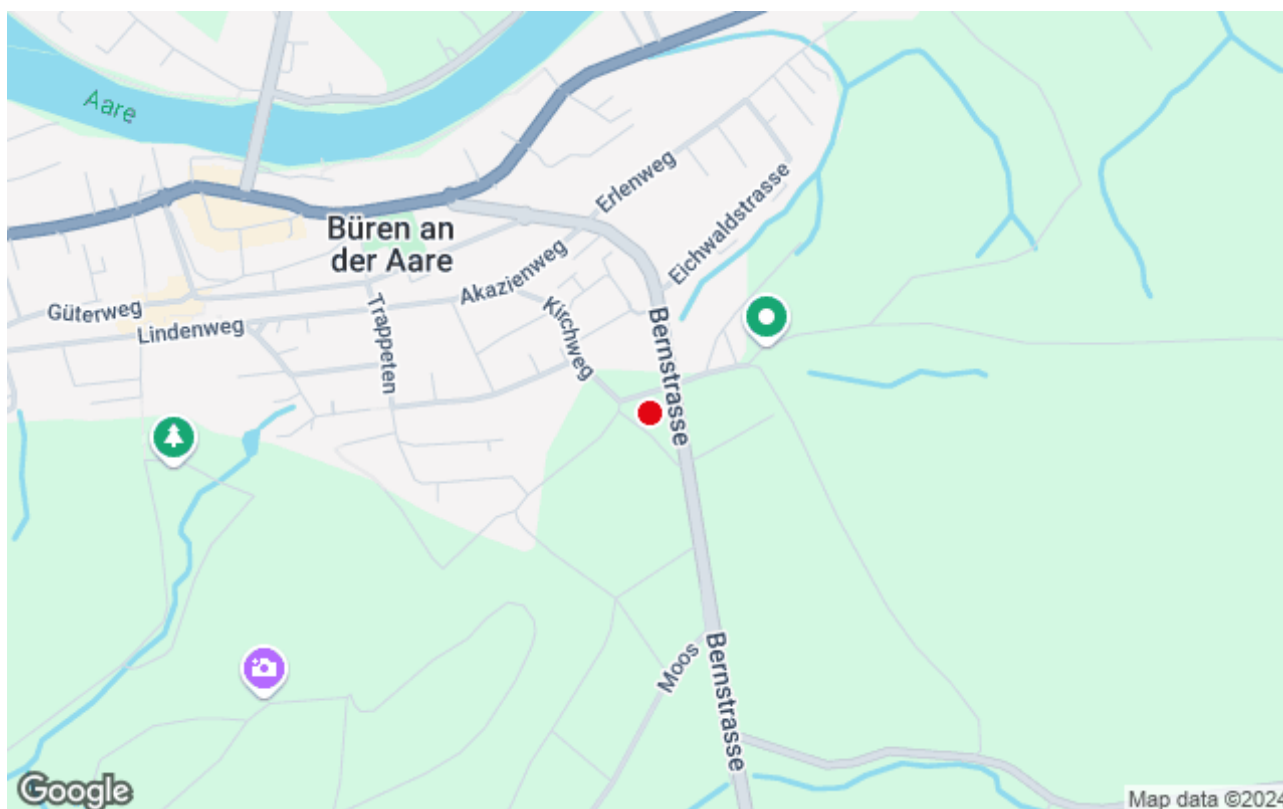 Aare
Erlenweg
Büren an
der Aare
Eichwaldstrasse
Akazienweg
Güterweg
Lindenweg
Trappeten
Kirchweg
Bernstrasse
Moos
Bernstrasse
Google
Map data ©2024